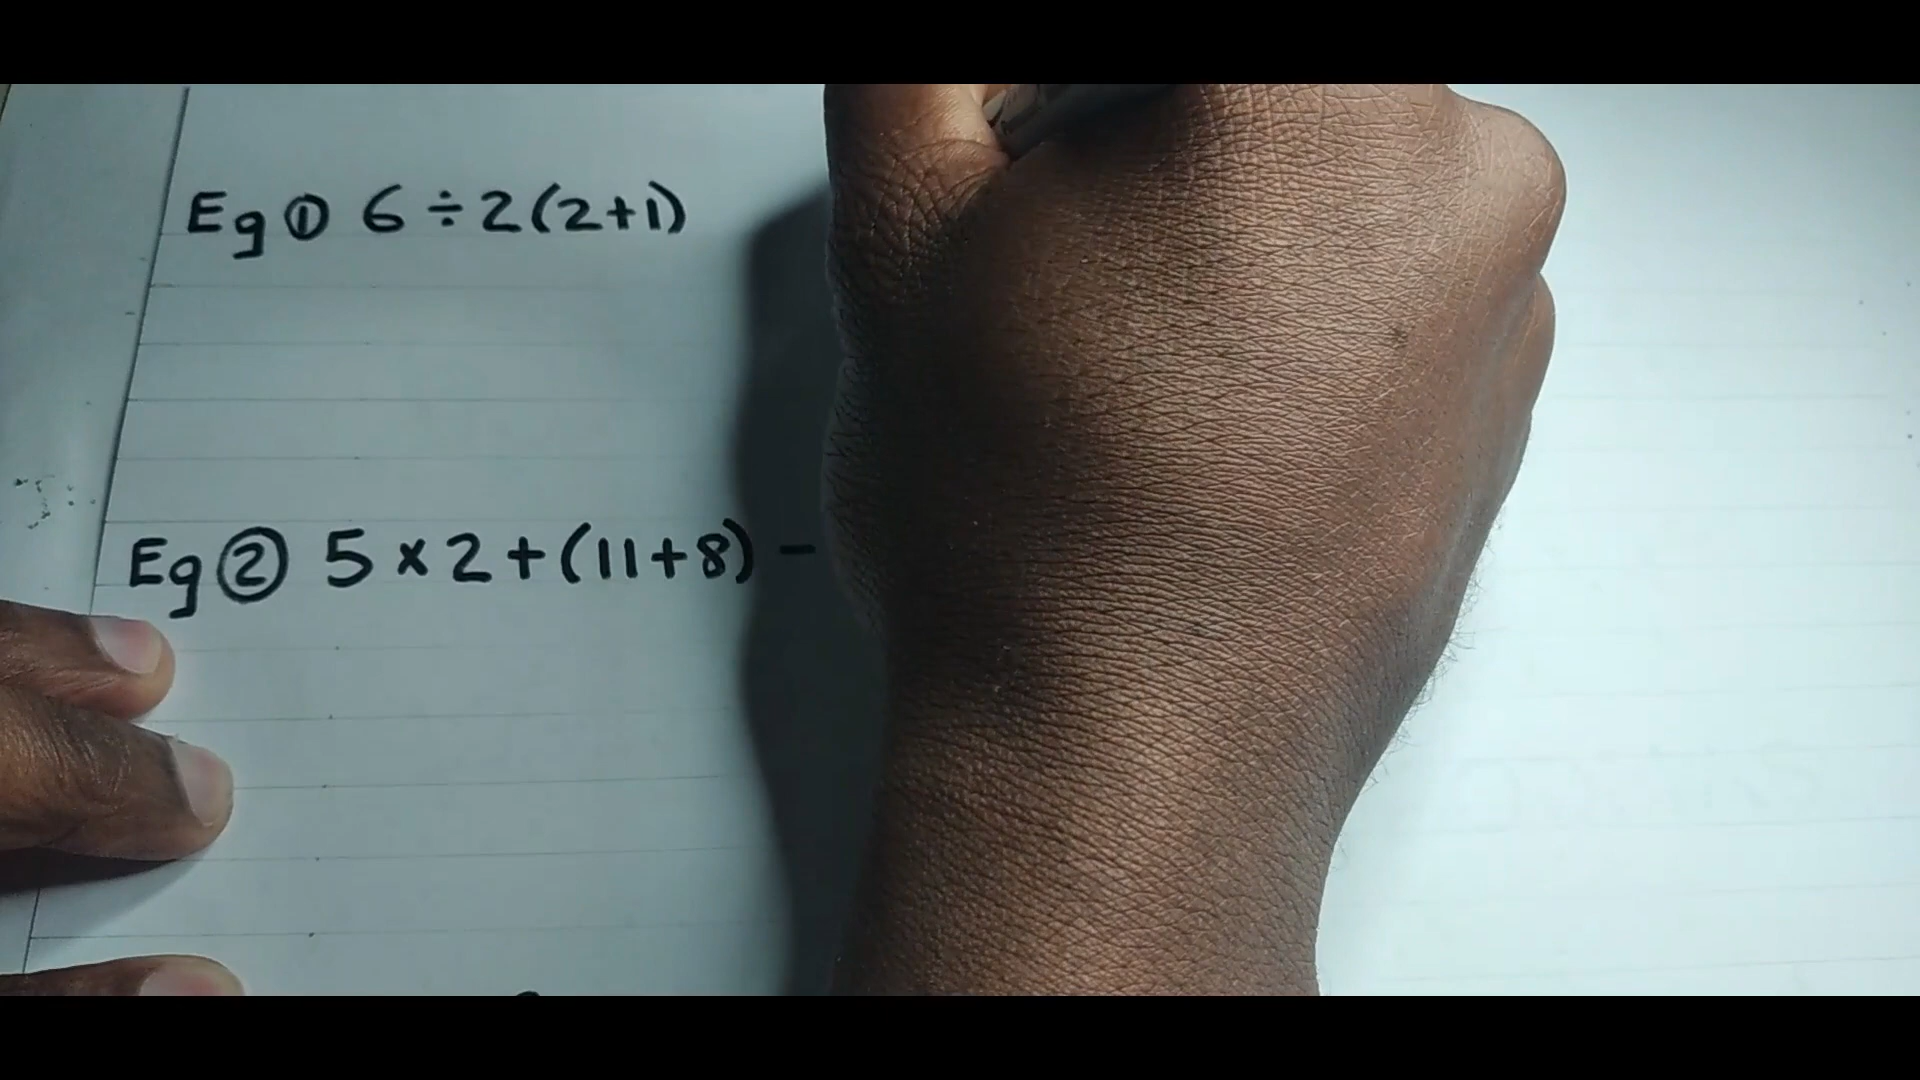 Eg ① 6 ÷ 2(2+1)
Eg ② 5 × 2 + (11+8) -